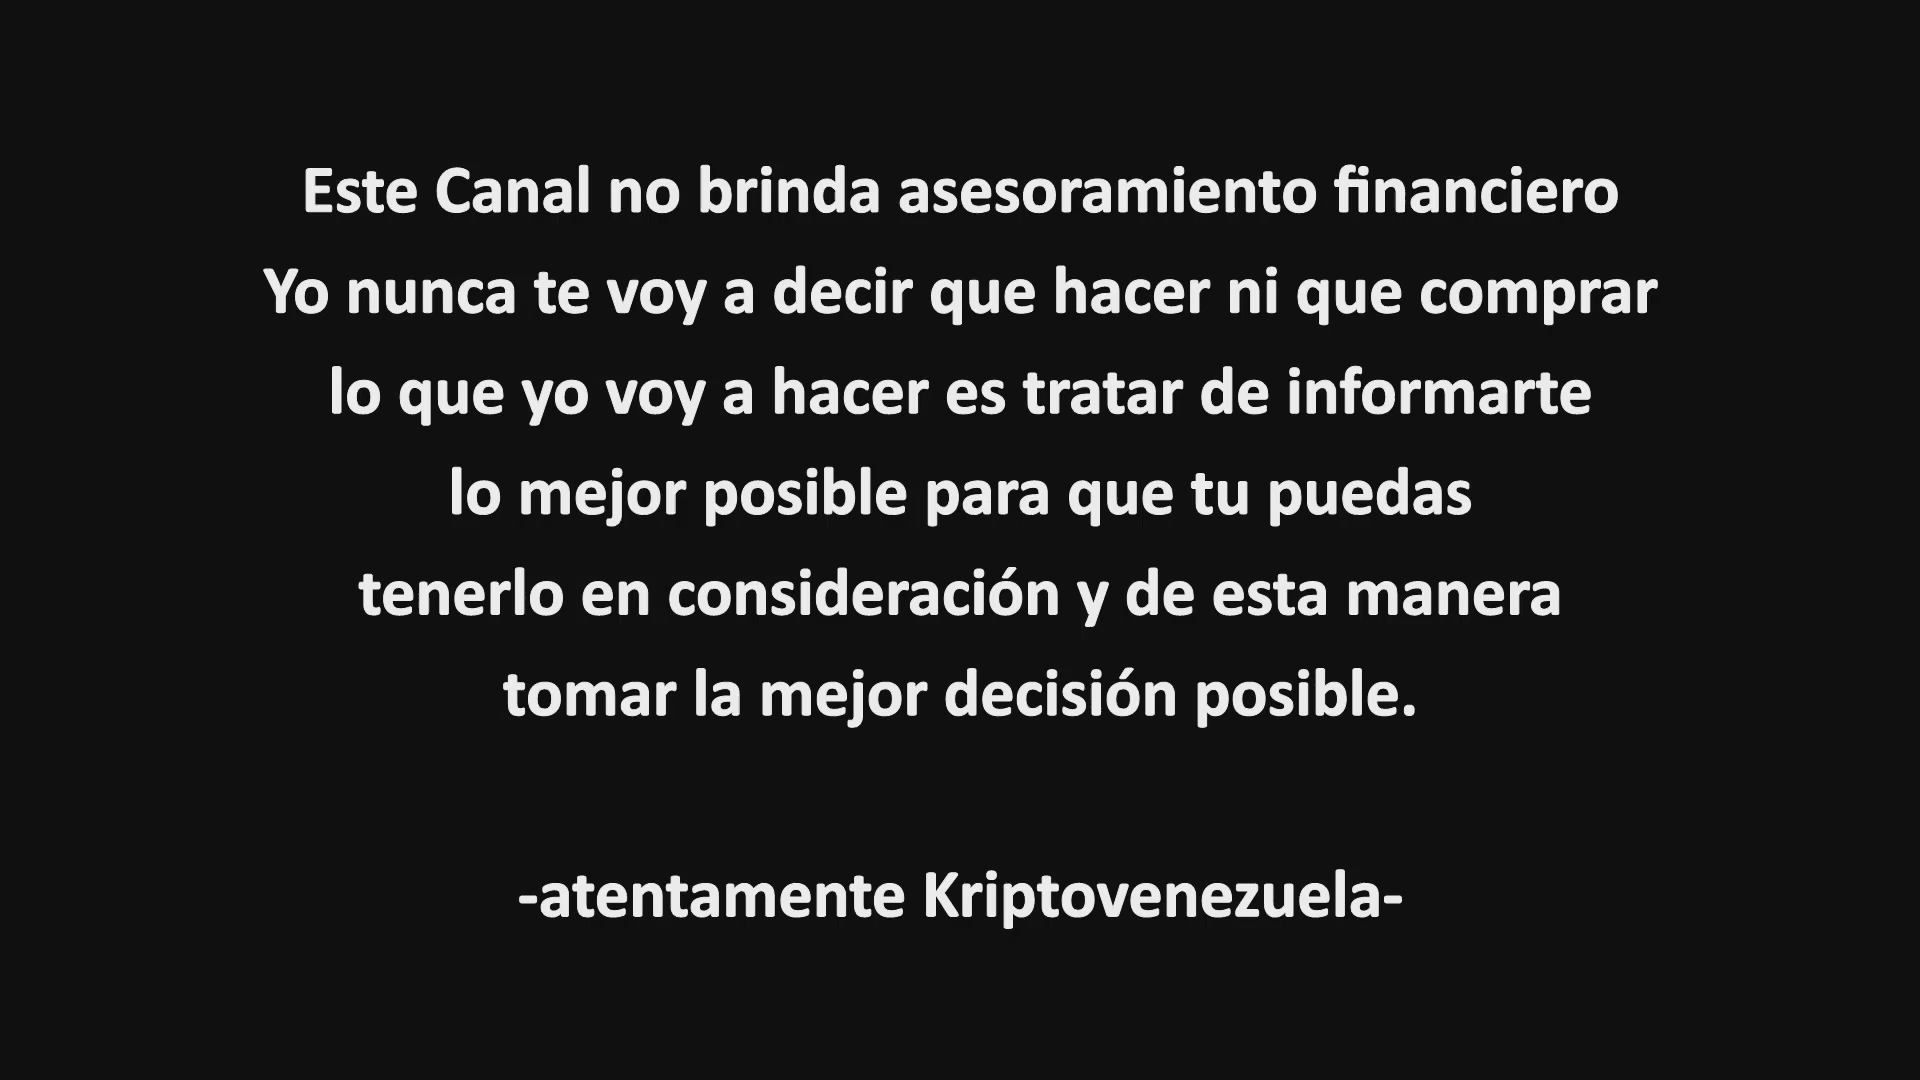 Este Canal no brinda asesoramiento financiero
Yo nunca te voy a decir que hacer ni que comprar
lo que yo voy a hacer es tratar de informarte
lo mejor posible para que tu puedas
tenerlo en consideración y de esta manera
tomar la mejor decisión posible.
-atentamente Kriptovenezuela-